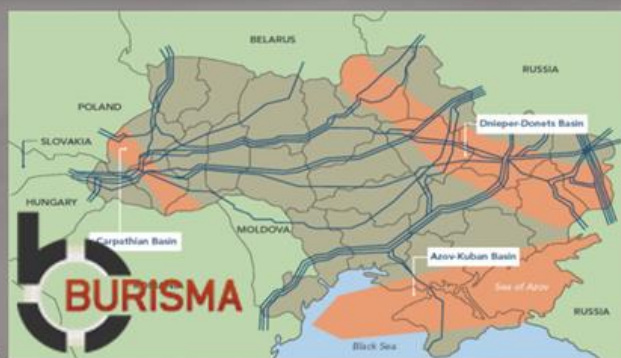 BELARUS
RUSSIA
POLAND
Dnieper-Donets Basin
SLOVAKIA
HUNGARY
MOLDOVA
Carpathian Basin
Azov-Kuban Basin
Sea of Azov
BURISMA
RUSSIA
Black Sea